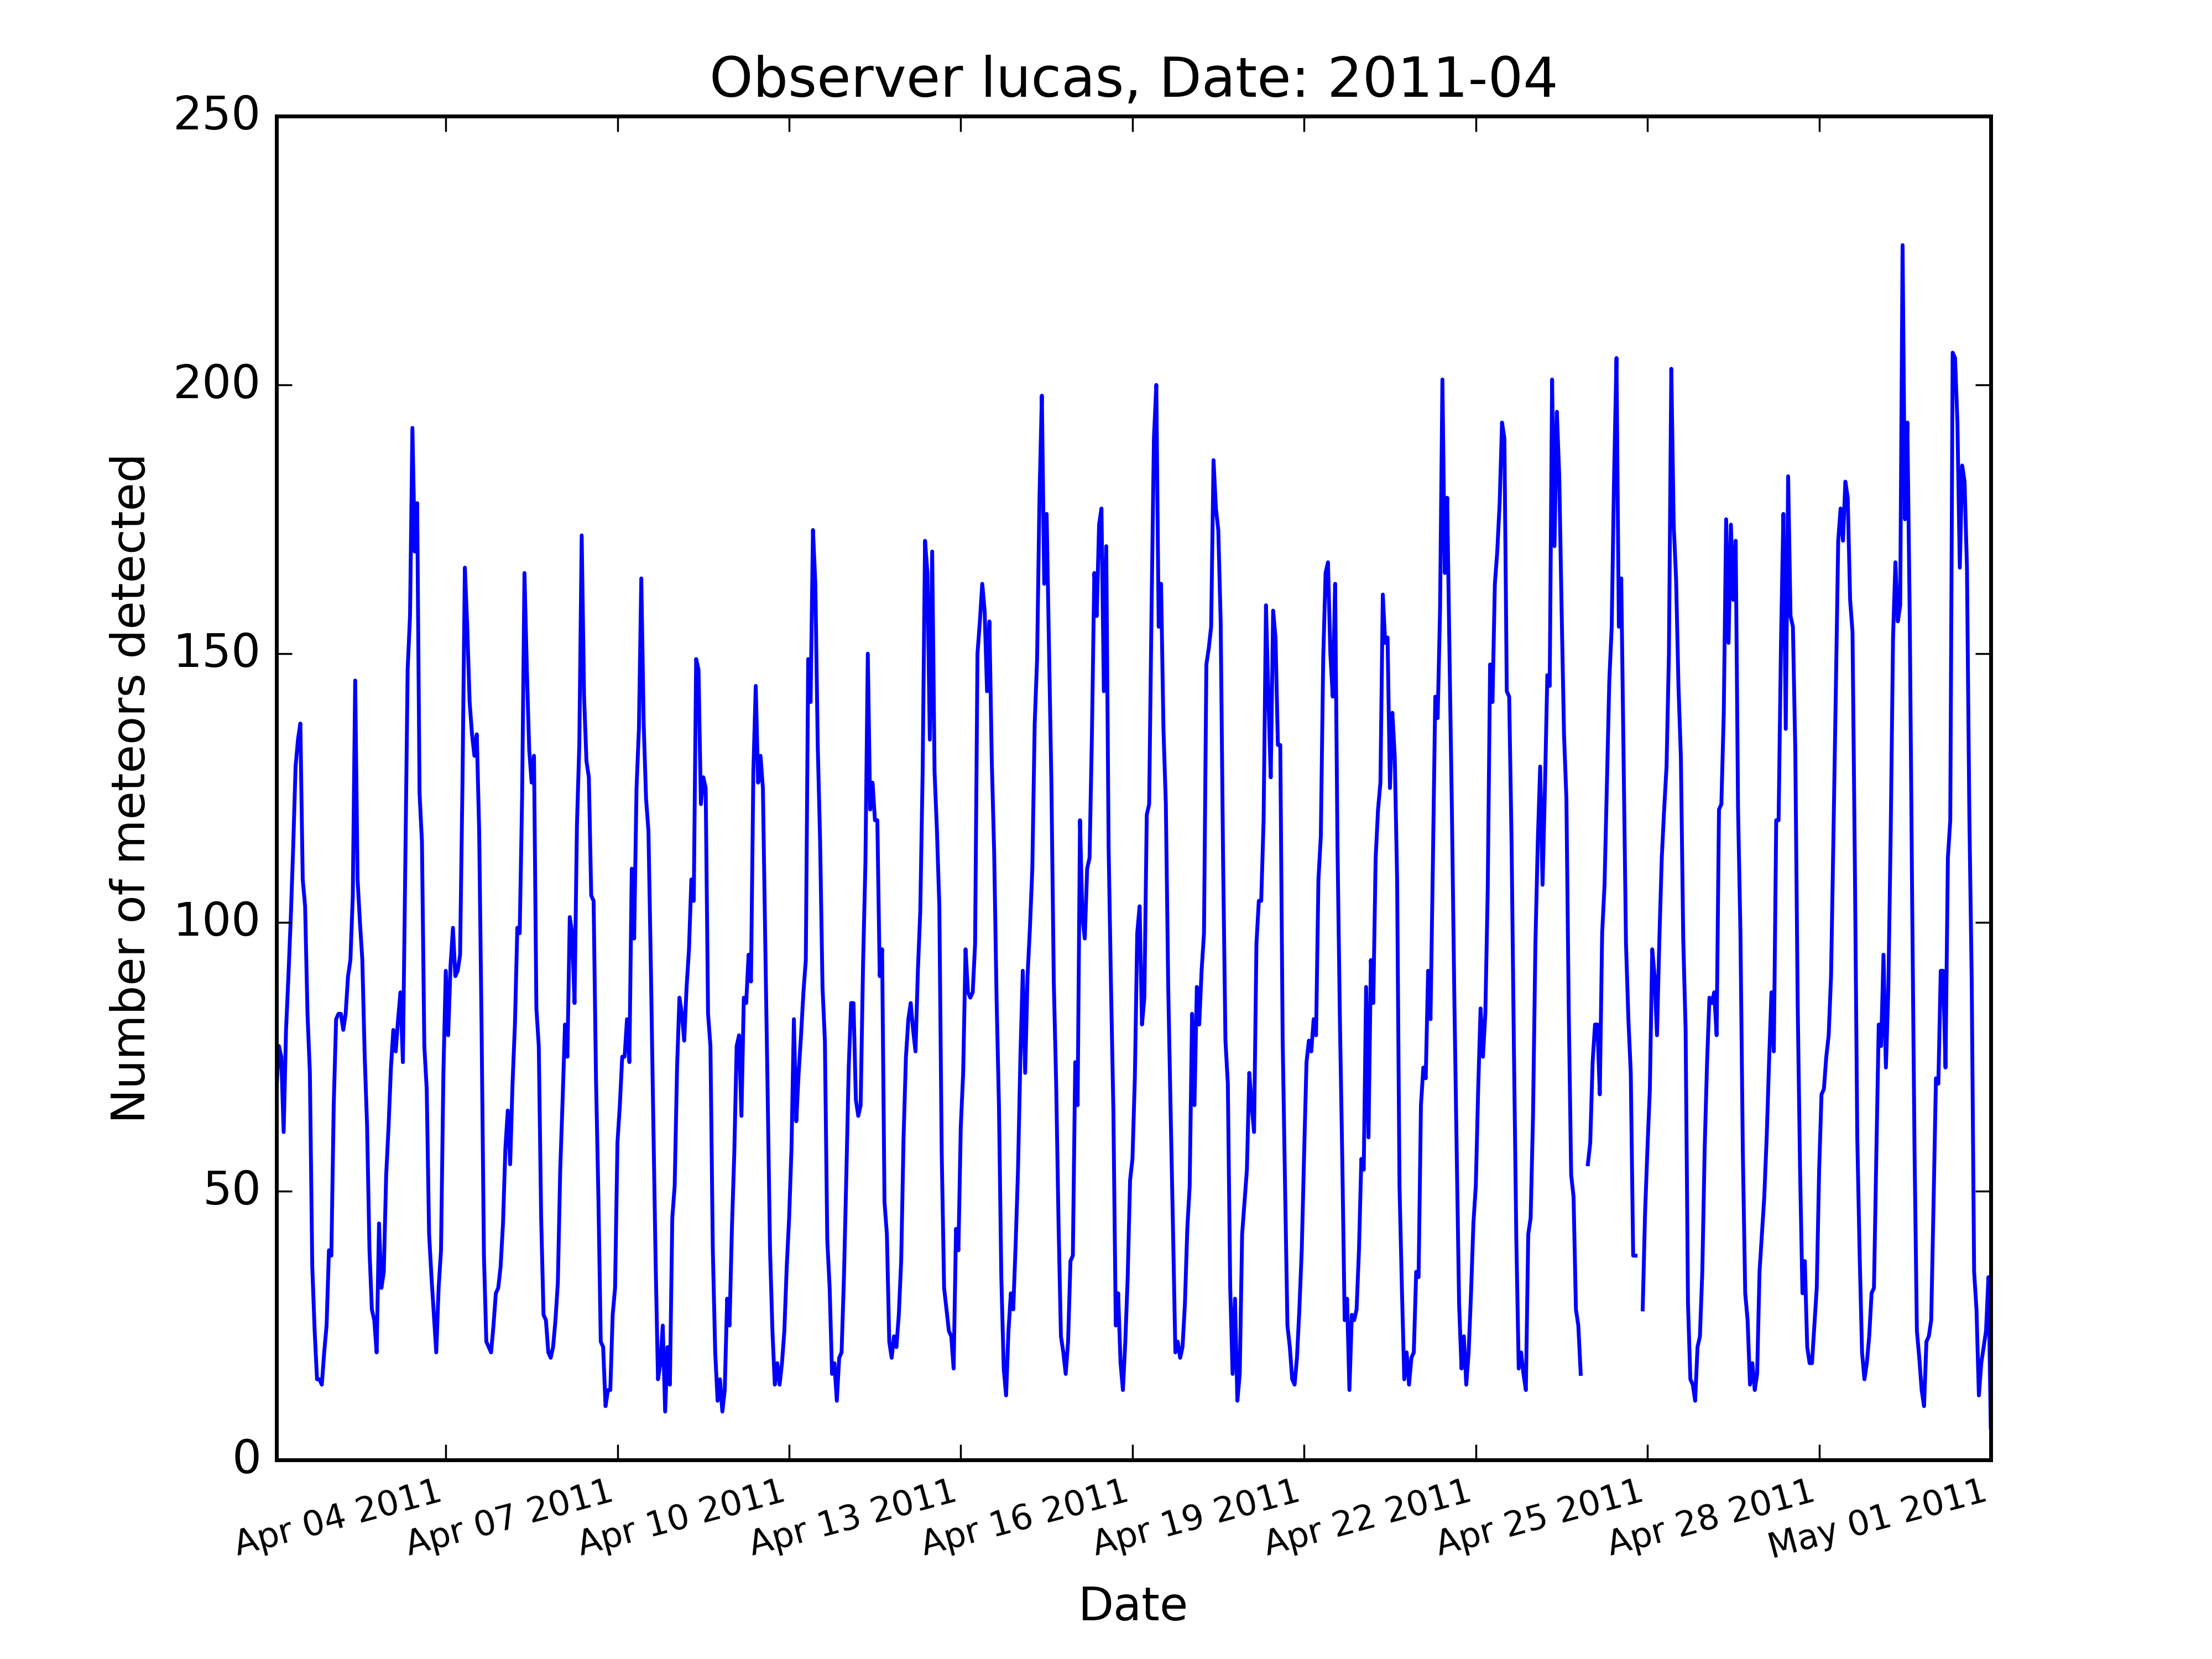 Observer lucas, Date: 2011-04
250
200
150
100
50
0
Number of meteors detected
Apr 04 2011
Apr 07 2011
Apr 10 2011
Apr 13 2011
Apr 16 2011
Apr 19 2011
Apr 22 2011
Apr 25 2011
Apr 28 2011
May 01 2011
Date